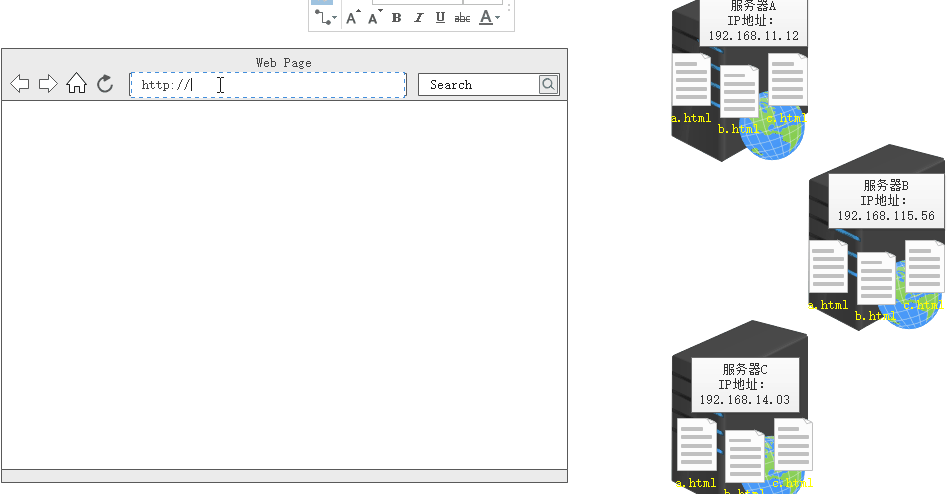 B I U abc A
Web Page
http://
Search
服务器A
IP地址：
192.168.11.12
a.html
b.html
c.html
服务器B
IP地址：
192.168.115.56
a.html
b.html
c.html
服务器C
IP地址：
192.168.14.03
a.html
b.html
c.html